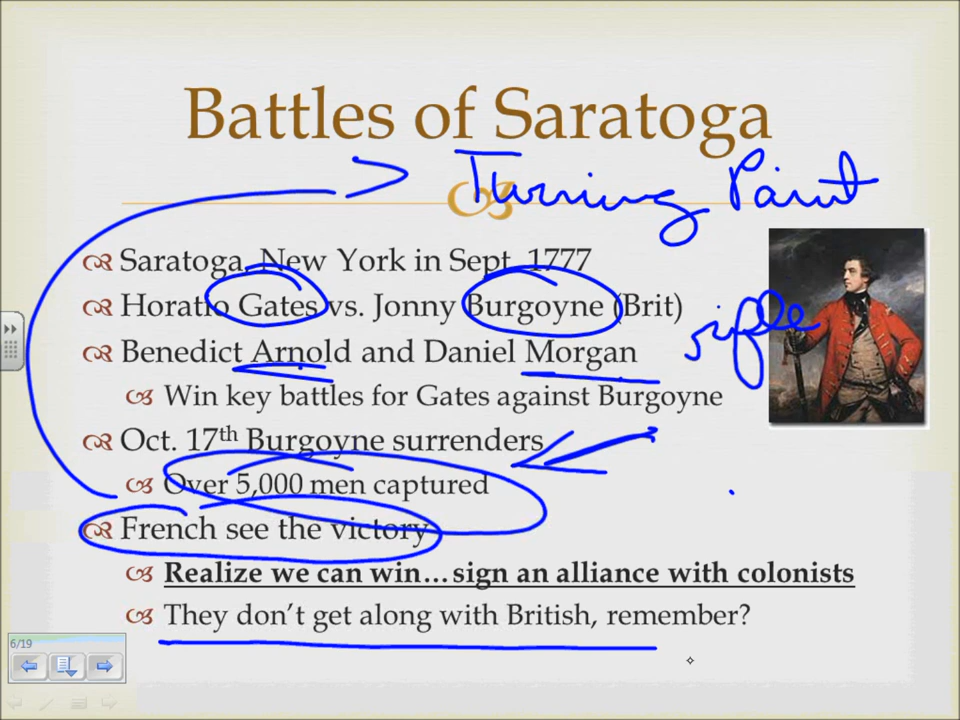 Battles of Saratoga
Turning Point
Saratoga, New York in Sept. 1777
Horatio Gates vs. Jonny Burgoyne (Brit)
rifle
Benedict Arnold and Daniel Morgan
Win key battles for Gates against Burgoyne
Oct. 17th Burgoyne surrenders
Over 5,000 men captured
French see the victory
Realize we can win…sign an alliance with colonists
They don't get along with British, remember?
6/19